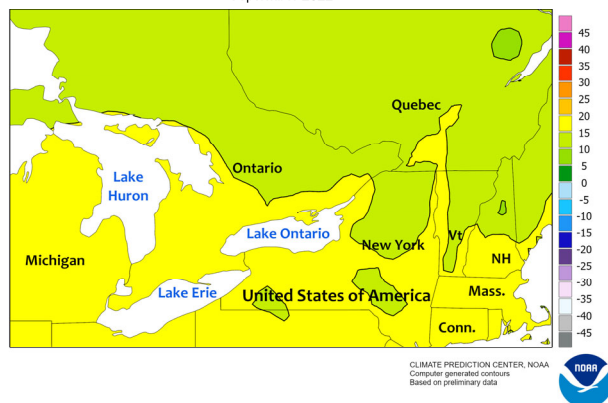 Quebec
Ontario
Lake
Huron
Lake Ontario
New York
Vt
NH
Michigan
Lake Erie
United States of America
Mass.
Conn.
45
40
35
30
25
20
15
10
5
0
-5
-10
-15
-20
-25
-30
-35
-40
-45
CLIMATE PREDICTION CENTER, NOAA
Computer generated contours
Based on preliminary data
NOAA